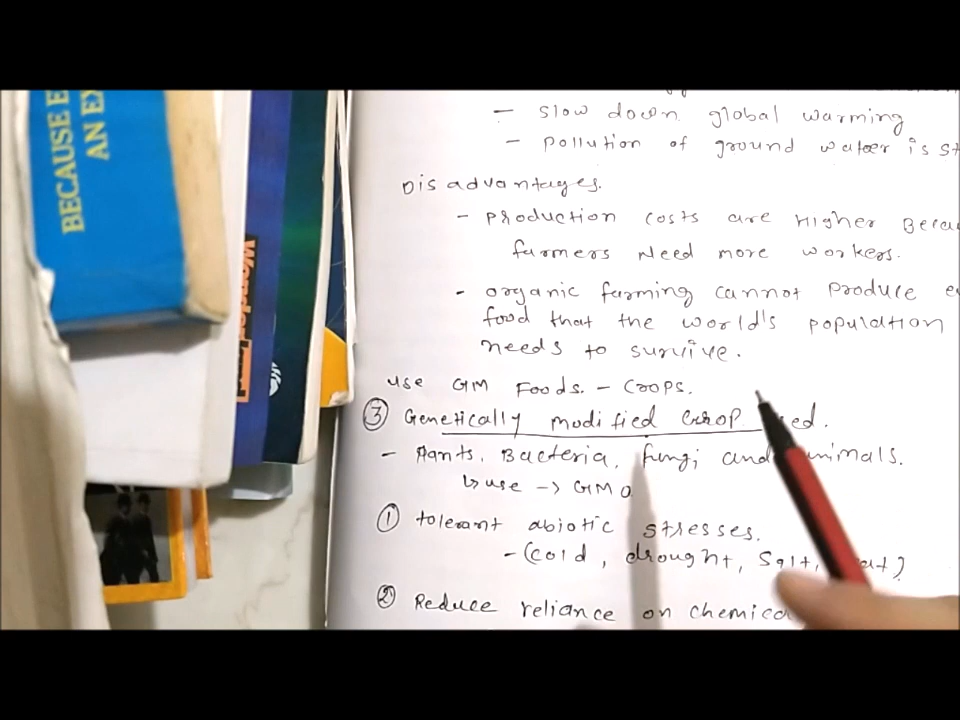 BECAUSE E
AN EX
Wonder
- slow down global warming
- pollution of ground water is st
Disadvantages.
- production costs are Higher Beca
farmers Need more workers.
- organic farming cannot produce e
food that the world's population
needs to survive.
use GM Foods. - Crops.
③ Genetically modified Crop
- Plants, Bacteria, fungi and animals.
↳ use -> GMO
① tolerant abiotic stresses.
- (cold, drought, salt,
② Reduce reliance on chemica